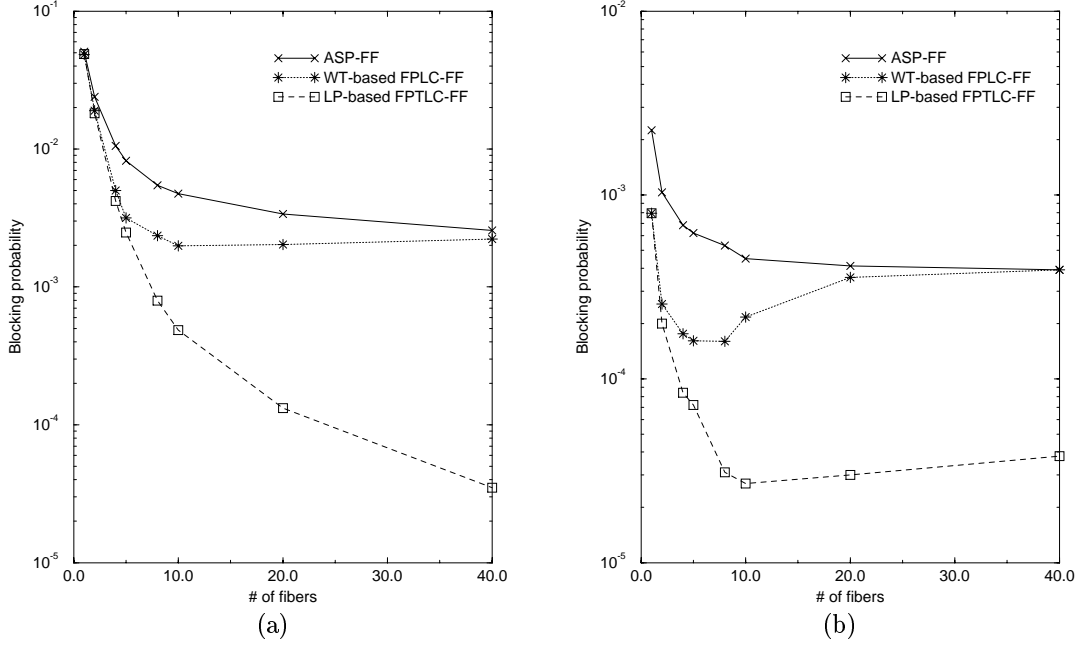 10^-1
10^-2
10^-3
10^-4
10^-5
Blocking probability
ASP-FF
WT-based FPLC-FF
LP-based FPTLC-FF
0.0 10.0 20.0 30.0 40.0
# of fibers
(a)
10^-2
10^-3
10^-4
10^-5
Blocking probability
ASP-FF
WT-based FPLC-FF
LP-based FPTLC-FF
0.0 10.0 20.0 30.0 40.0
# of fibers
(b)